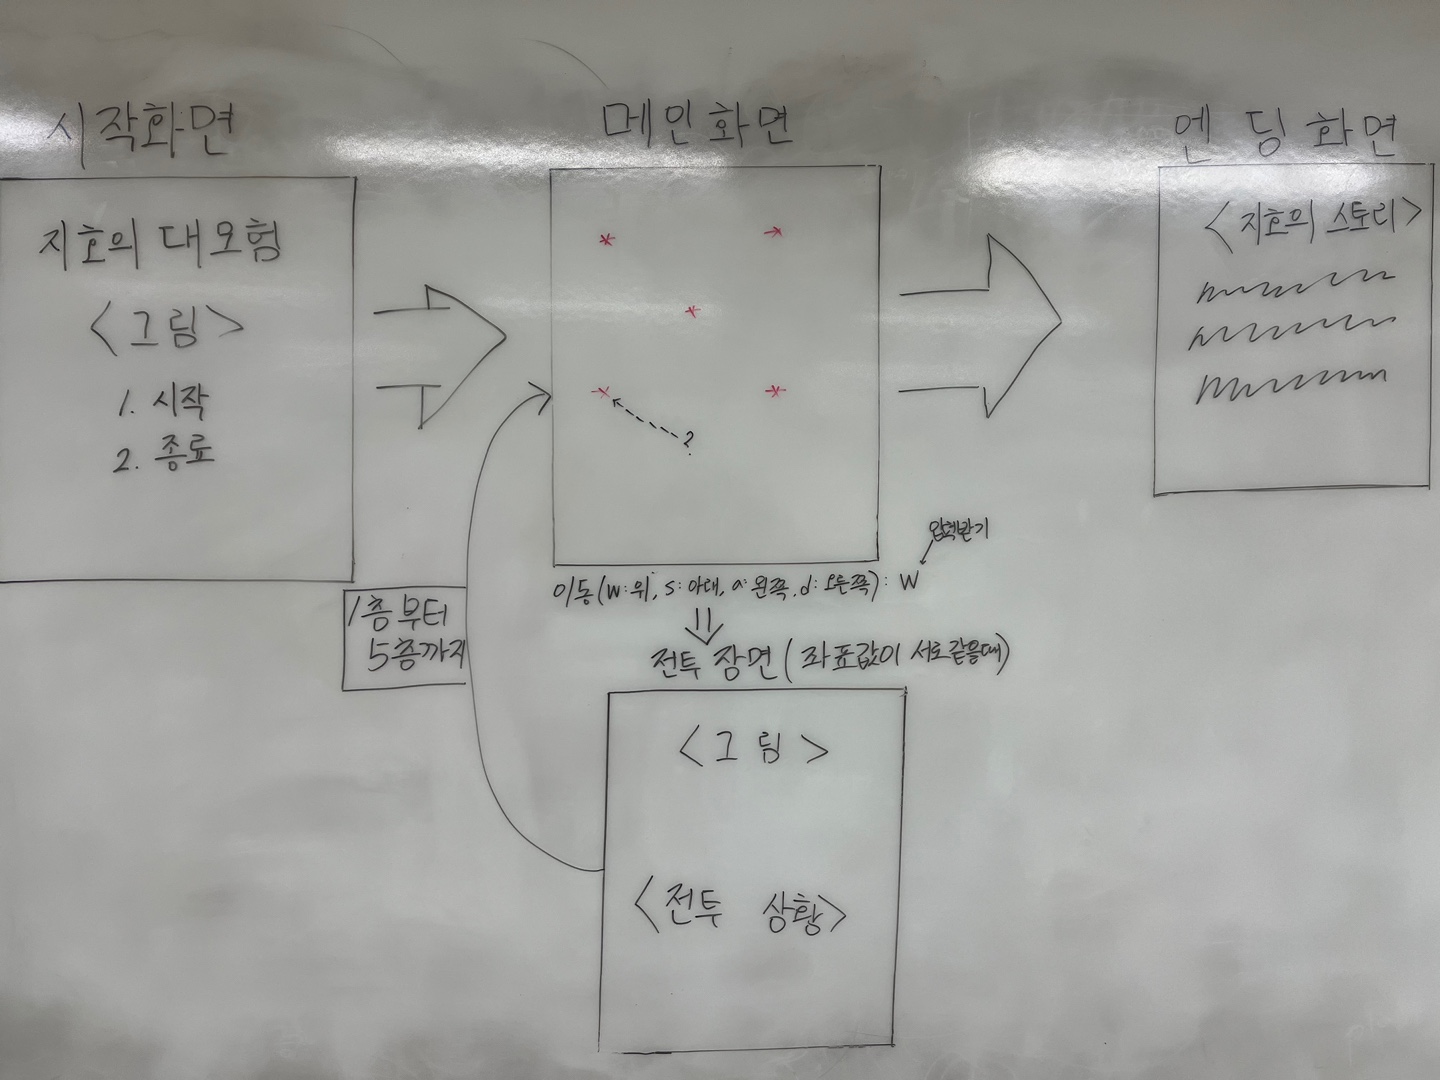 시작화면
지호의 대모험
<그림>
1. 시작
2. 종료
메인화면
?
입력받기
이동(w:위, s:아래, a:왼쪽, d:오른쪽): W
1층부터
5층까지
전투 장면(좌표값이 서로같을때)
<그림>
<전투 상황>
엔딩화면
<지호의 스토리>